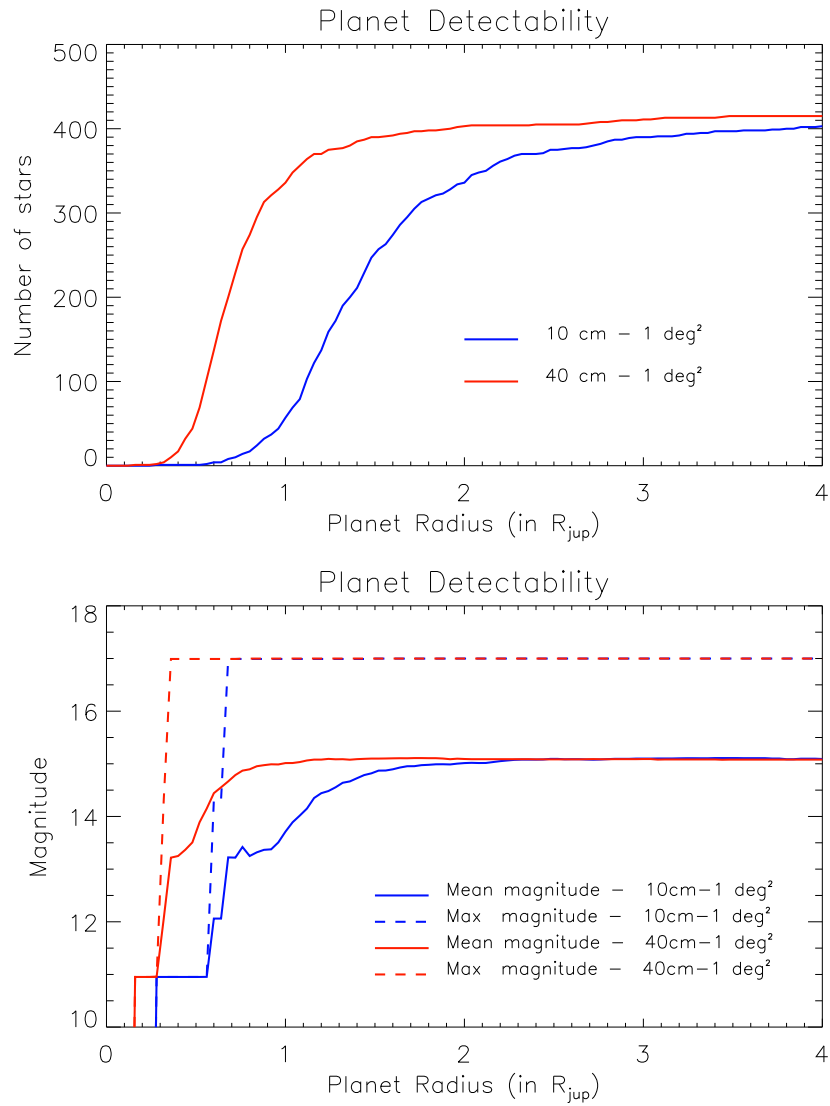 Planet Detectability
500
400
300
200
100
0
Number of stars
10 cm − 1 deg²
40 cm − 1 deg²
0 1 2 3 4
Planet Radius (in R_jup)
Planet Detectability
18
16
14
12
10
Magnitude
Mean magnitude − 10cm−1 deg²
Max magnitude − 10cm−1 deg²
Mean magnitude − 40cm−1 deg²
Max magnitude − 40cm−1 deg²
0 1 2 3 4
Planet Radius (in R_jup)